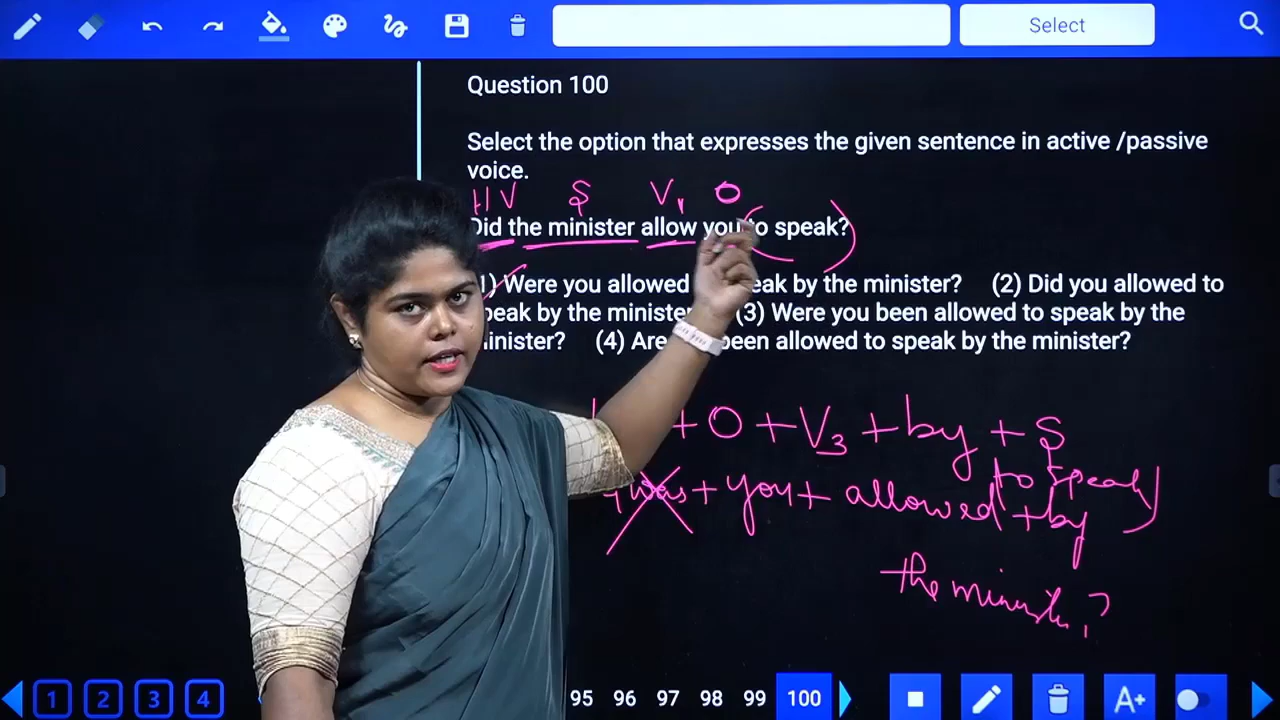 Select
Question 100
Select the option that expresses the given sentence in active /passive
voice.
HV S V1 O
Did the minister allow you to speak?
1) Were you allowed by the minister? (2) Did you allowed to
speak by the minister (3) Were you been allowed to speak by the
minister? (4) Are been allowed to speak by the minister?
+ O + V3 + by + S
was + you + allowed to speak)
+ by
the minister?
1 2 3 4 95 96 97 98 99 100 A+